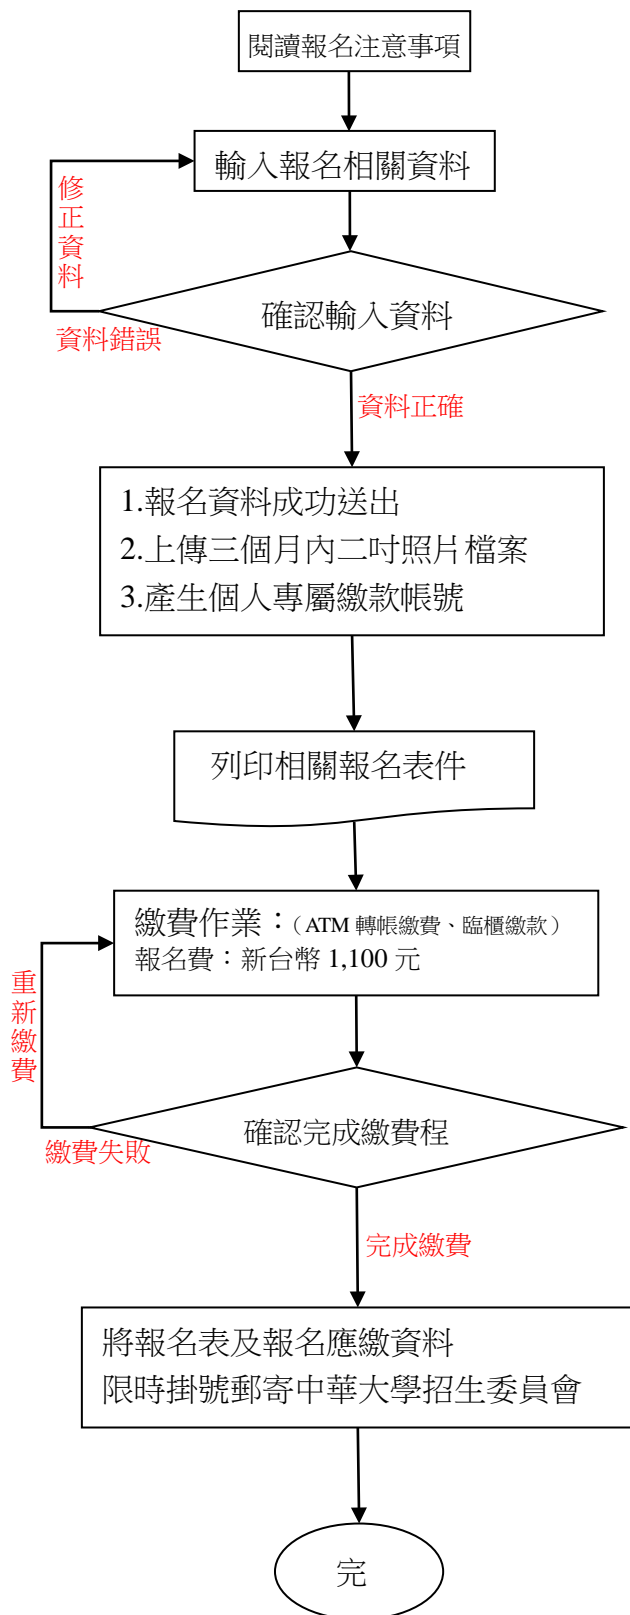 閱讀報名注意事項
輸入報名相關資料
修正資料
確認輸入資料
資料錯誤
資料正確
1.報名資料成功送出
2.上傳三個月內二吋照片檔案
3.產生個人專屬繳款帳號
列印相關報名表件
繳費作業：（ATM 轉帳繳費、臨櫃繳款）
報名費：新台幣 1,100 元
重新繳費
確認完成繳費程
繳費失敗
完成繳費
將報名表及報名應繳資料
限時掛號郵寄中華大學招生委員會
完